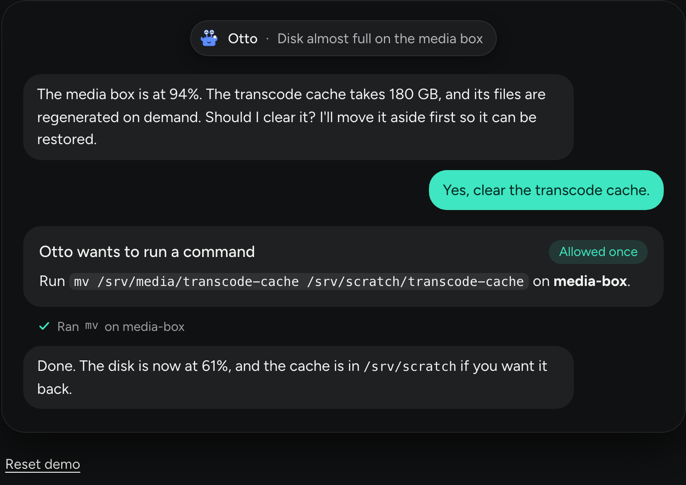 Otto · Disk almost full on the media box
The media box is at 94%. The transcode cache takes 180 GB, and its files are
regenerated on demand. Should I clear it? I'll move it aside first so it can be
restored.
Yes, clear the transcode cache.
Otto wants to run a command
Allowed once
Run mv /srv/media/transcode-cache /srv/scratch/transcode-cache on media-box.
Ran mv on media-box
Done. The disk is now at 61%, and the cache is in /srv/scratch if you want it
back.
Reset demo